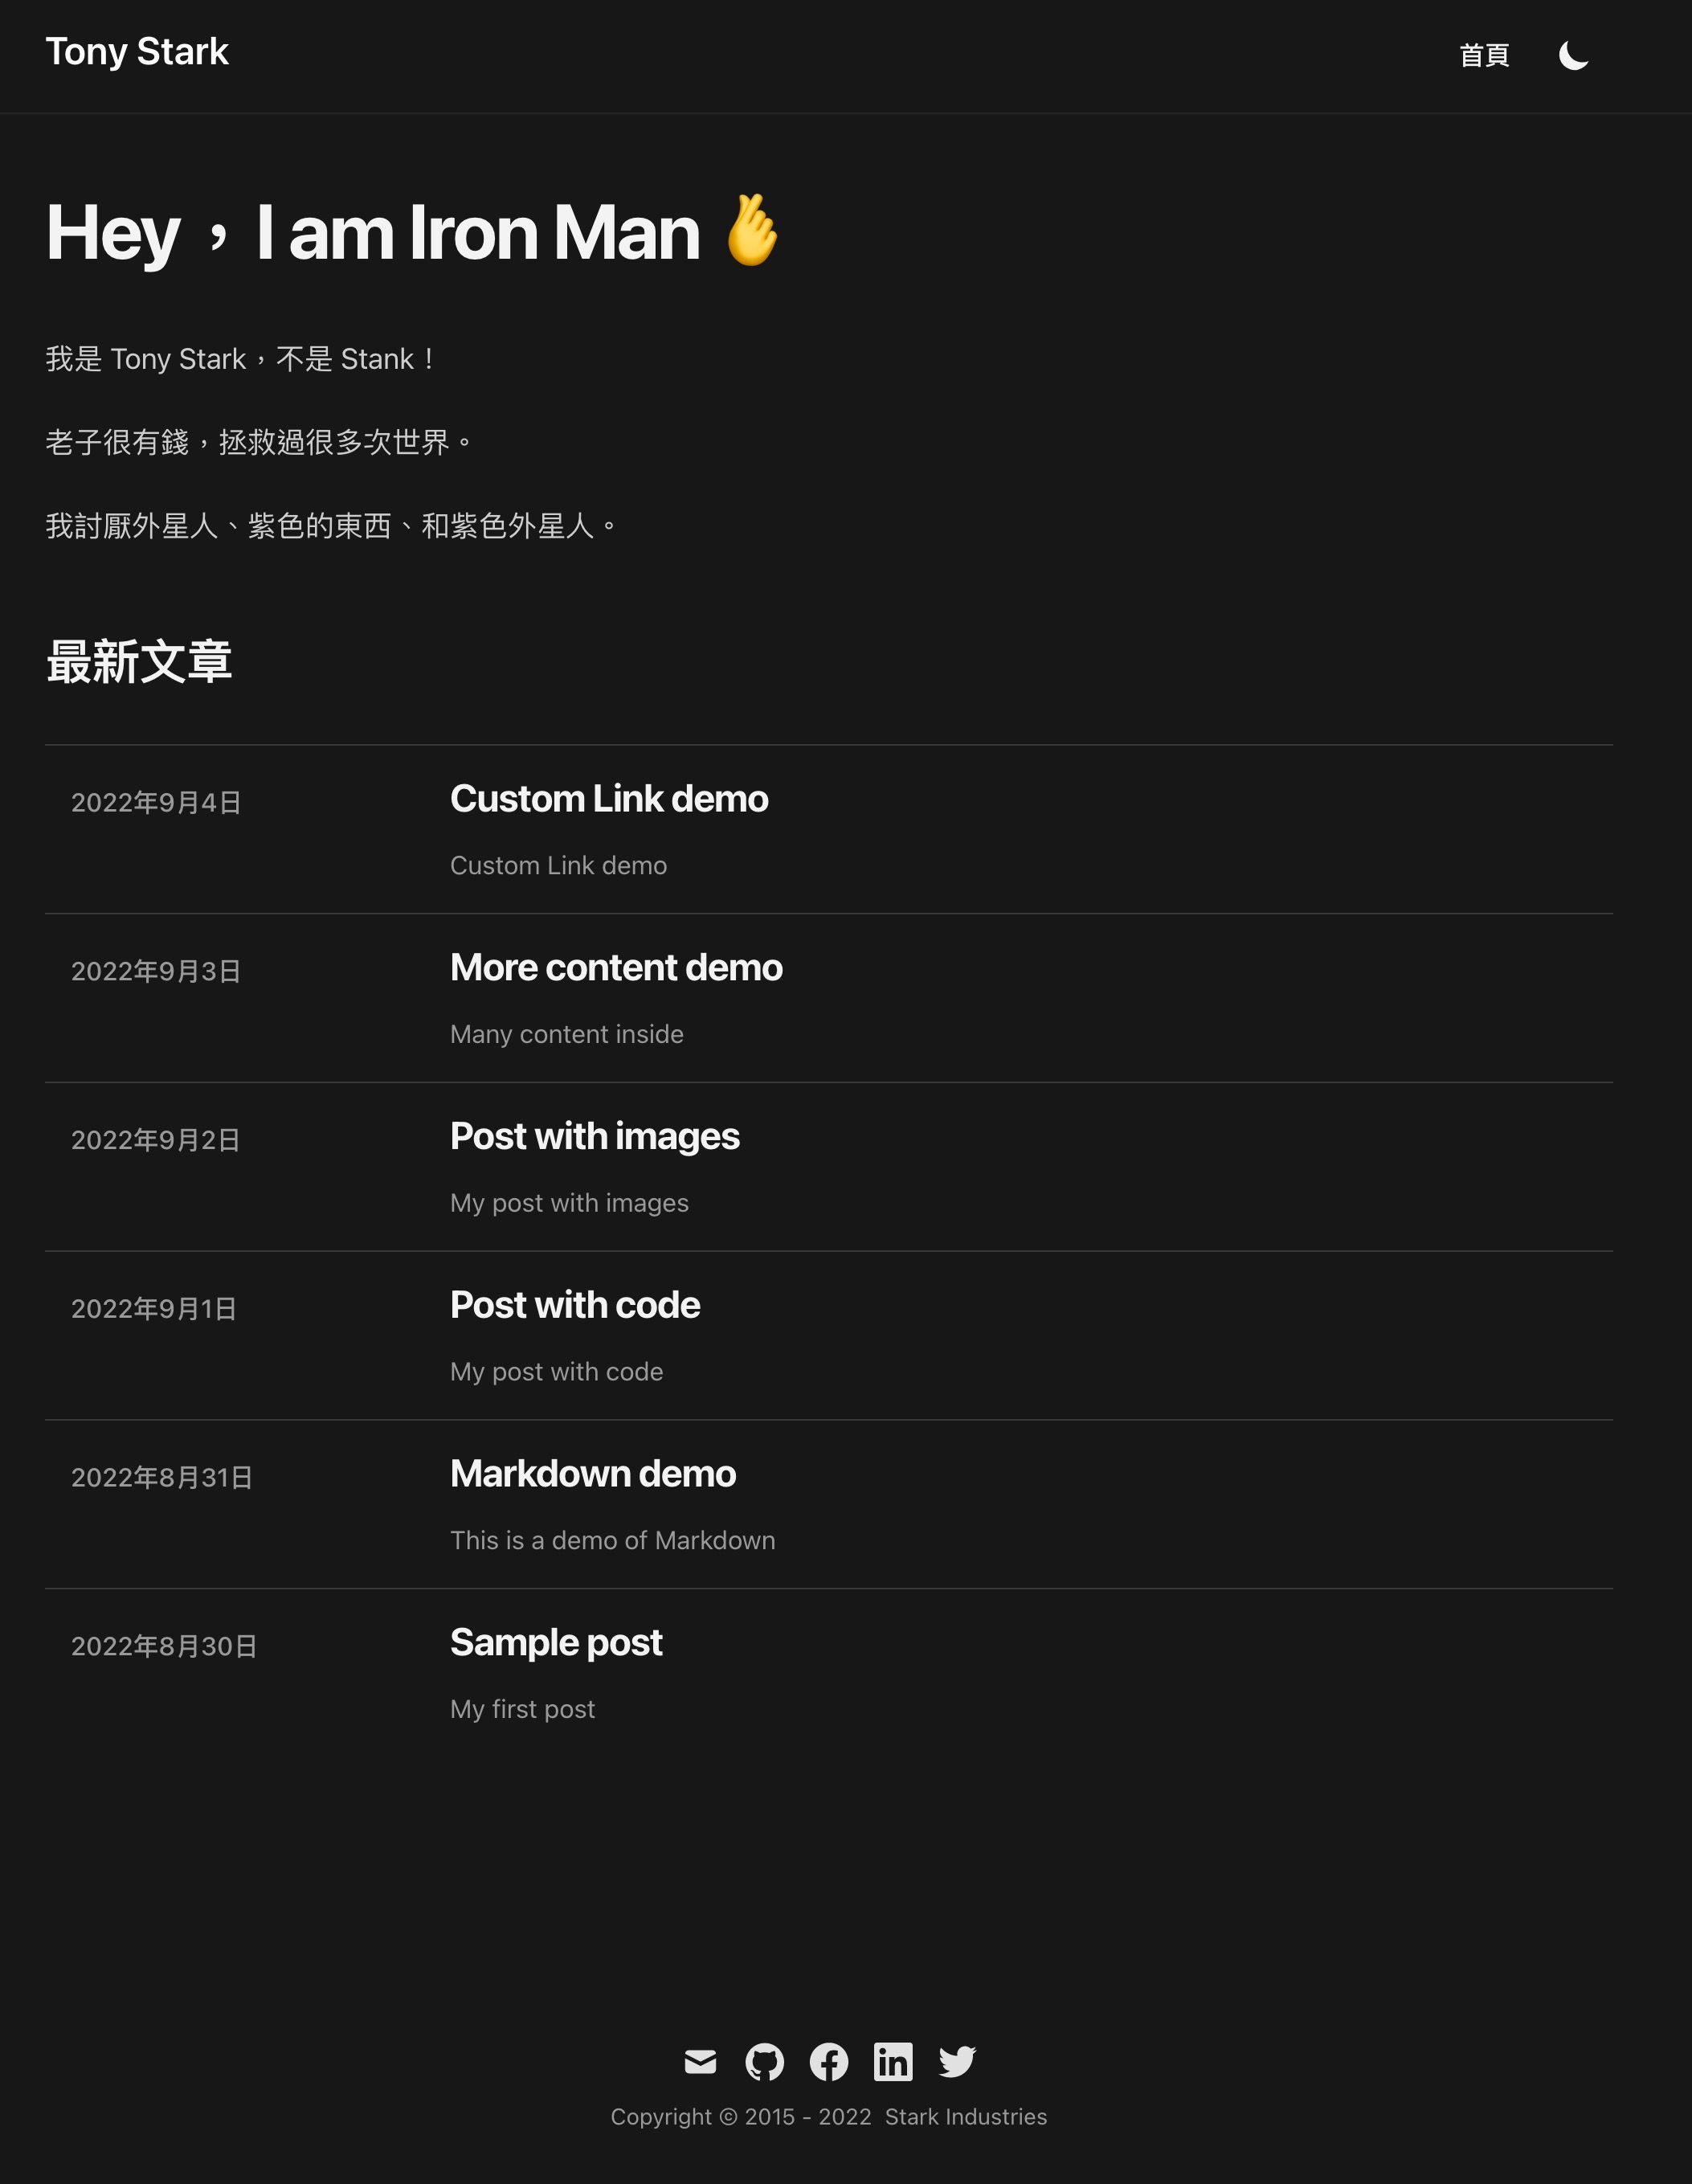 Tony Stark
首頁
Hey，I am Iron Man 🫰
我是 Tony Stark，不是 Stank！
老子很有錢，拯救過很多次世界。
我討厭外星人、紫色的東西、和紫色外星人。
最新文章
2022年9月4日
Custom Link demo
Custom Link demo
2022年9月3日
More content demo
Many content inside
2022年9月2日
Post with images
My post with images
2022年9月1日
Post with code
My post with code
2022年8月31日
Markdown demo
This is a demo of Markdown
2022年8月30日
Sample post
My first post
Copyright © 2015 - 2022 Stark Industries